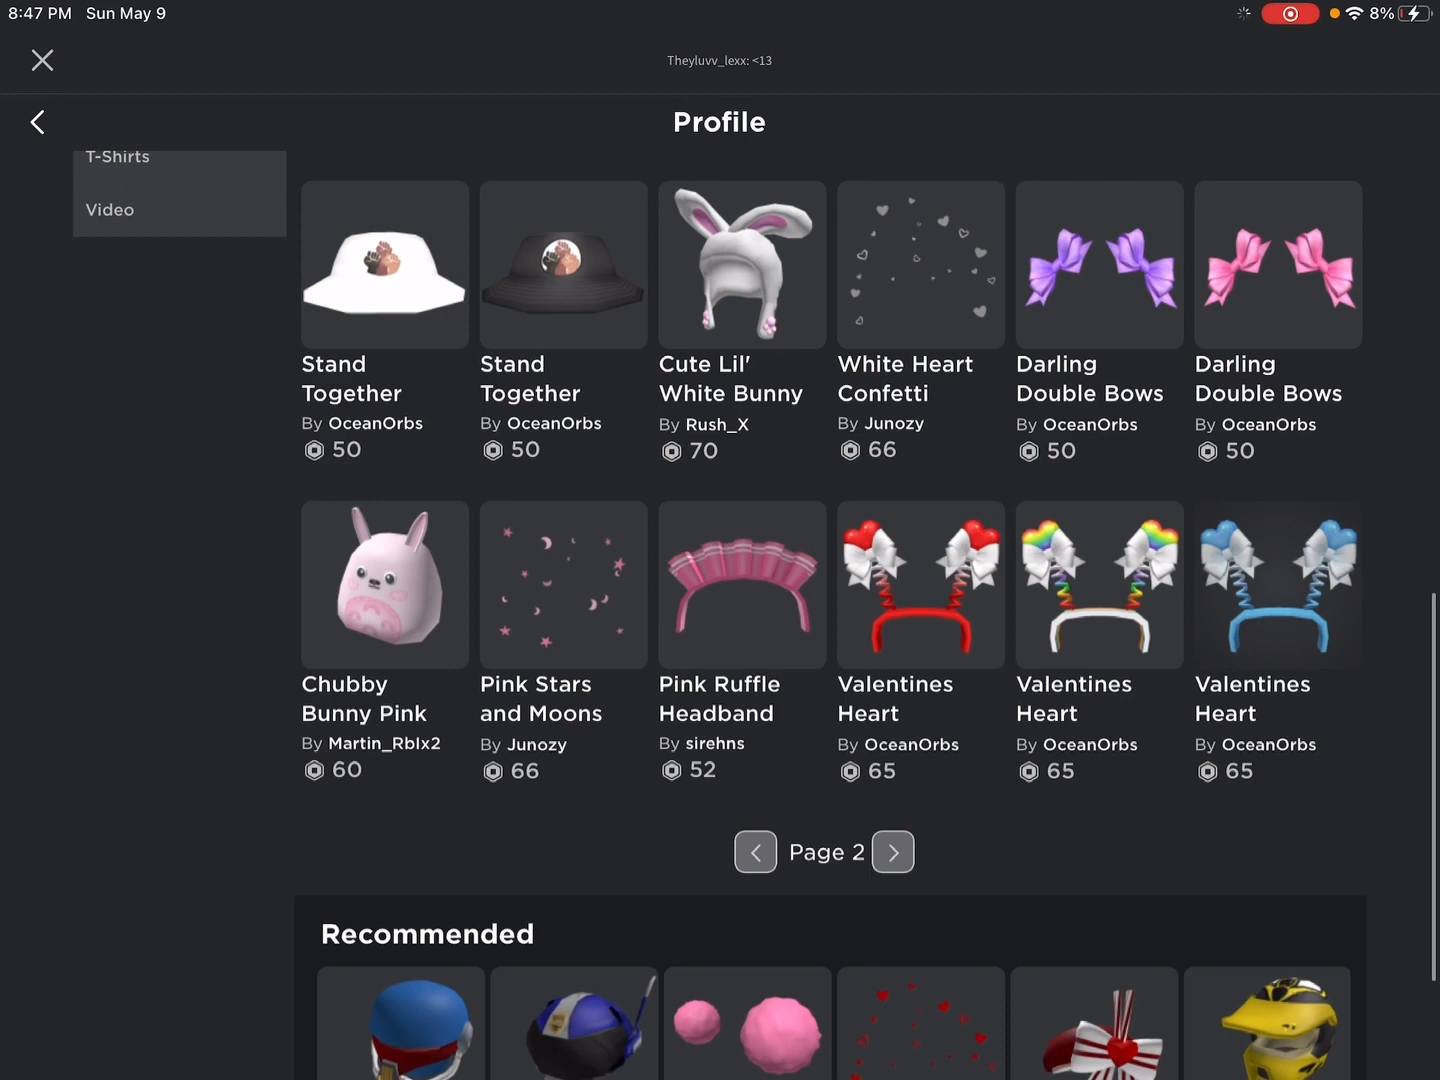 8:47 PM Sun May 9
8%
Theyluvv_lexx: <13
Profile
T-Shirts
Video
Stand Together
By OceanOrbs
50
Stand Together
By OceanOrbs
50
Cute Lil' White Bunny
By Rush_X
70
White Heart Confetti
By Junozy
66
Darling Double Bows
By OceanOrbs
50
Darling Double Bows
By OceanOrbs
50
Chubby Bunny Pink
By Martin_Rblx2
60
Pink Stars and Moons
By Junozy
66
Pink Ruffle Headband
By sirehns
52
Valentines Heart
By OceanOrbs
65
Valentines Heart
By OceanOrbs
65
Valentines Heart
By OceanOrbs
65
Page 2
Recommended